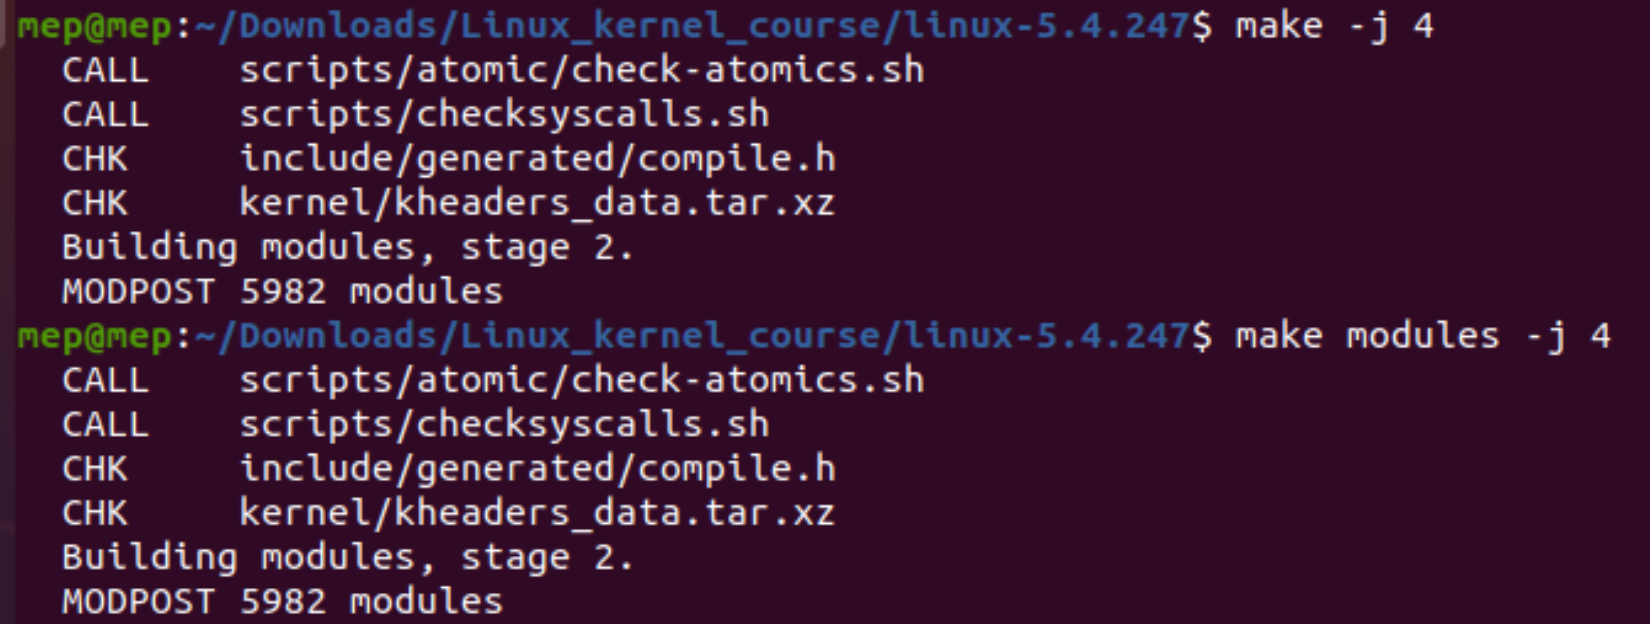 mep@mep:~/Downloads/Linux_kernel_course/linux-5.4.247$ make -j 4
CALL scripts/atomic/check-atomics.sh
CALL scripts/checksyscalls.sh
CHK include/generated/compile.h
CHK kernel/kheaders_data.tar.xz
Building modules, stage 2.
MODPOST 5982 modules
mep@mep:~/Downloads/Linux_kernel_course/linux-5.4.247$ make modules -j 4
CALL scripts/atomic/check-atomics.sh
CALL scripts/checksyscalls.sh
CHK include/generated/compile.h
CHK kernel/kheaders_data.tar.xz
Building modules, stage 2.
MODPOST 5982 modules